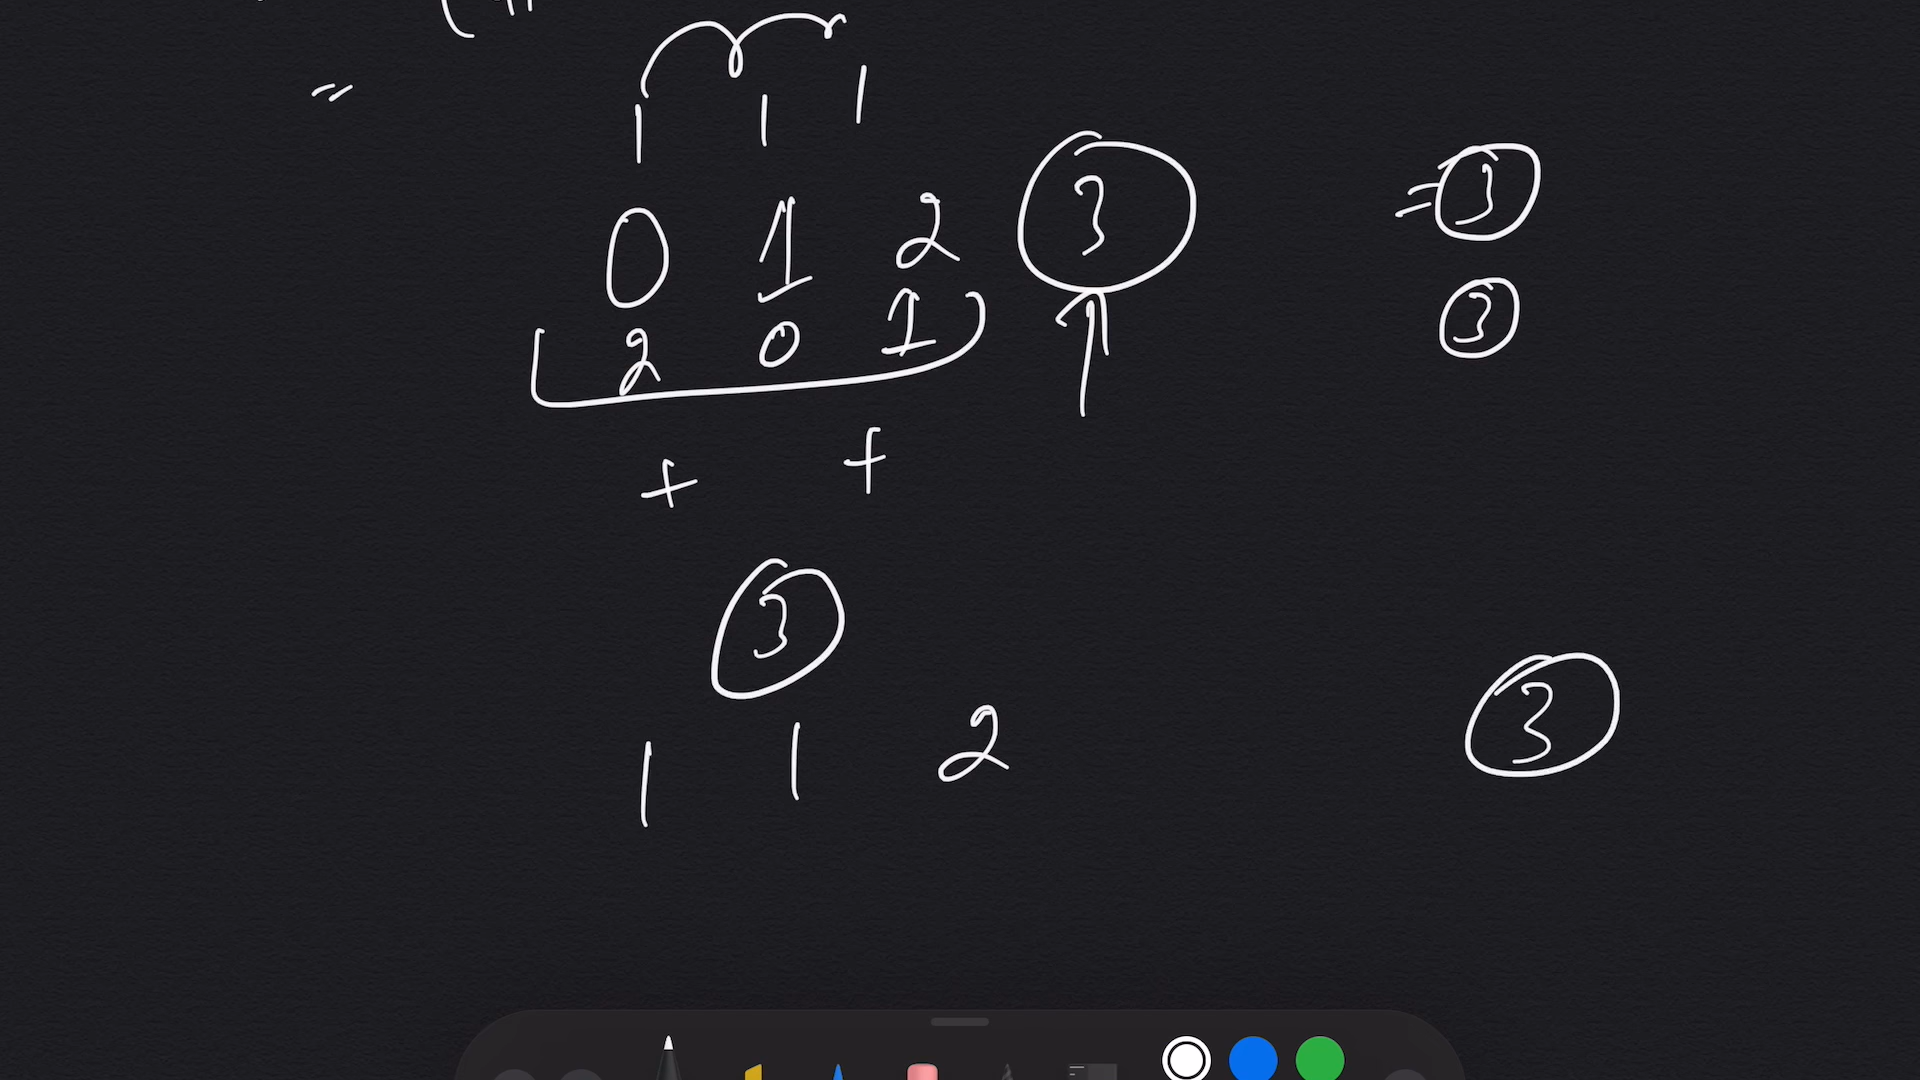 1 1 1
0 1 2 3 = 3
2 0 1 3
+ +
3
1 1 2 3